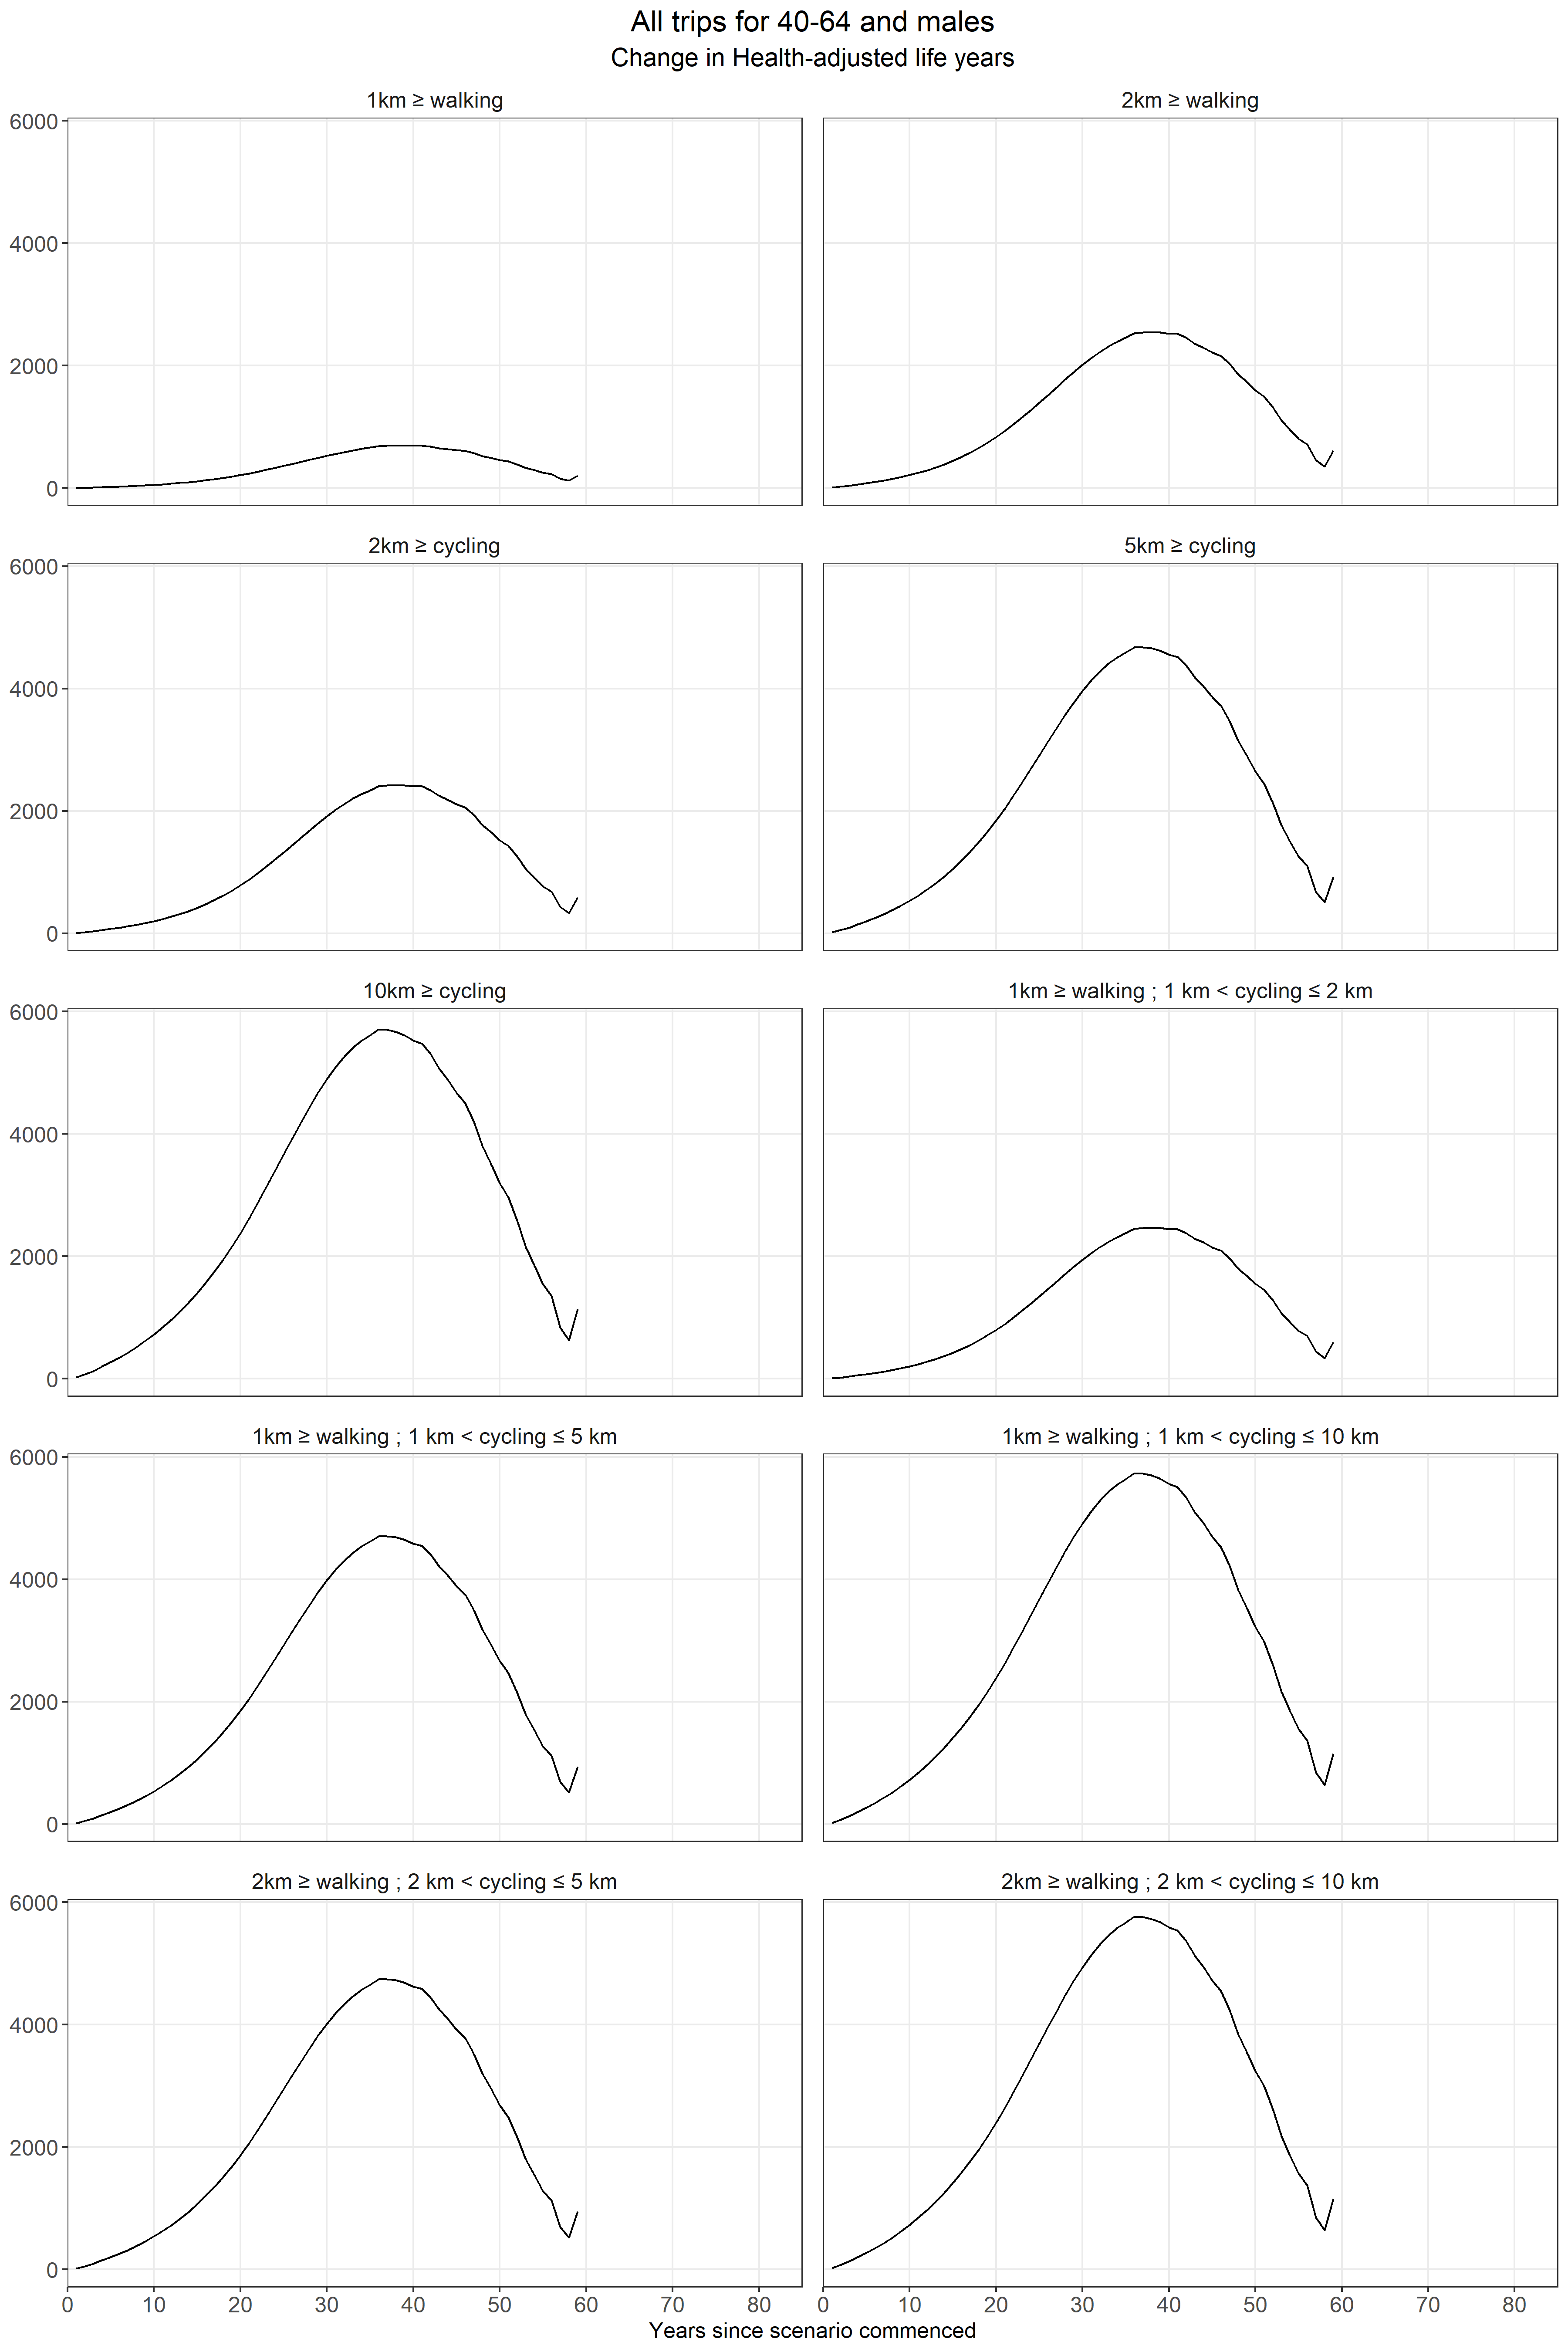 All trips for 40-64 and males
Change in Health-adjusted life years
1km ≥ walking
2km ≥ walking
6000
4000
2000
0
2km ≥ cycling
5km ≥ cycling
6000
4000
2000
0
10km ≥ cycling
1km ≥ walking ; 1 km < cycling ≤ 2 km
6000
4000
2000
0
1km ≥ walking ; 1 km < cycling ≤ 5 km
1km ≥ walking ; 1 km < cycling ≤ 10 km
6000
4000
2000
0
2km ≥ walking ; 2 km < cycling ≤ 5 km
2km ≥ walking ; 2 km < cycling ≤ 10 km
6000
4000
2000
0
0 10 20 30 40 50 60 70 80
0 10 20 30 40 50 60 70 80
Years since scenario commenced